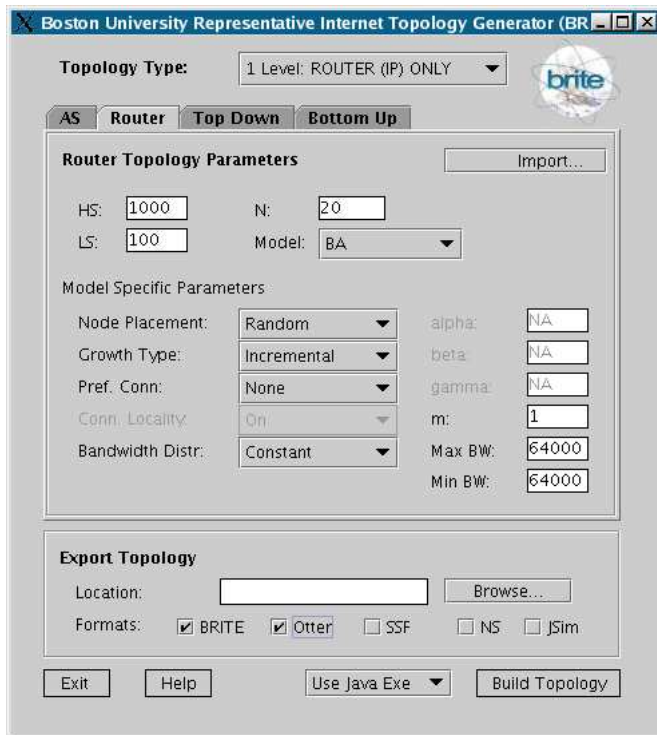 Boston University Representative Internet Topology Generator (BR
Topology Type: 1 Level: ROUTER (IP) ONLY
brite
AS Router Top Down Bottom Up
Router Topology Parameters Import...
HS: 1000 N: 20
LS: 100 Model: BA
Model Specific Parameters
Node Placement: Random alpha: NA
Growth Type: Incremental beta: NA
Pref. Conn: None gamma: NA
Conn. Locality: On m: 1
Bandwidth Distr: Constant Max BW: 64000
Min BW: 64000
Export Topology
Location: Browse...
Formats: BRITE Otter SSF NS JSim
Exit Help Use Java Exe Build Topology